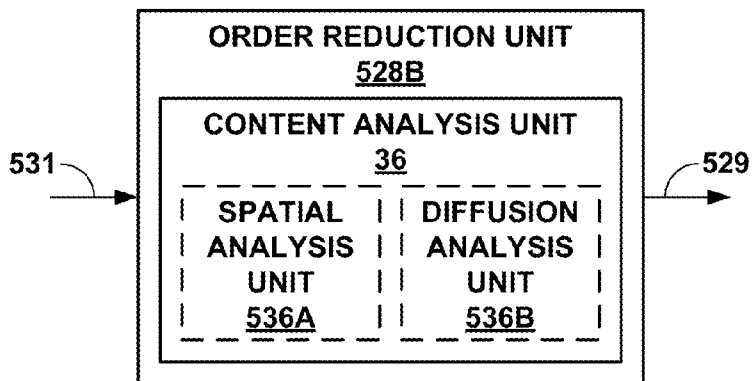 ORDER REDUCTION UNIT
528B
CONTENT ANALYSIS UNIT
36
531
529
SPATIAL
ANALYSIS
UNIT
536A
DIFFUSION
ANALYSIS
UNIT
536B